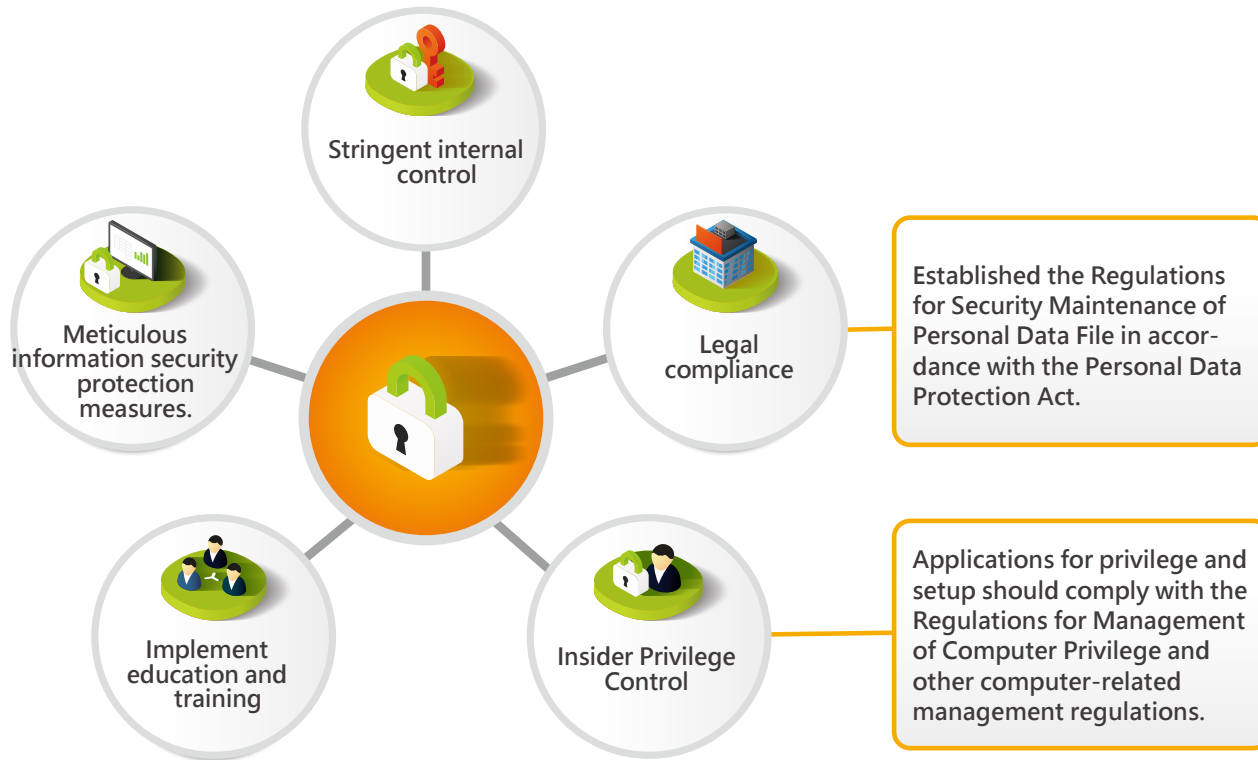 Stringent internal
control
Meticulous
information security
protection
measures.
Legal
compliance
Established the Regulations
for Security Maintenance of
Personal Data File in accor-
dance with the Personal Data
Protection Act.
Implement
education and
training
Insider Privilege
Control
Applications for privilege and
setup should comply with the
Regulations for Management
of Computer Privilege and
other computer-related
management regulations.